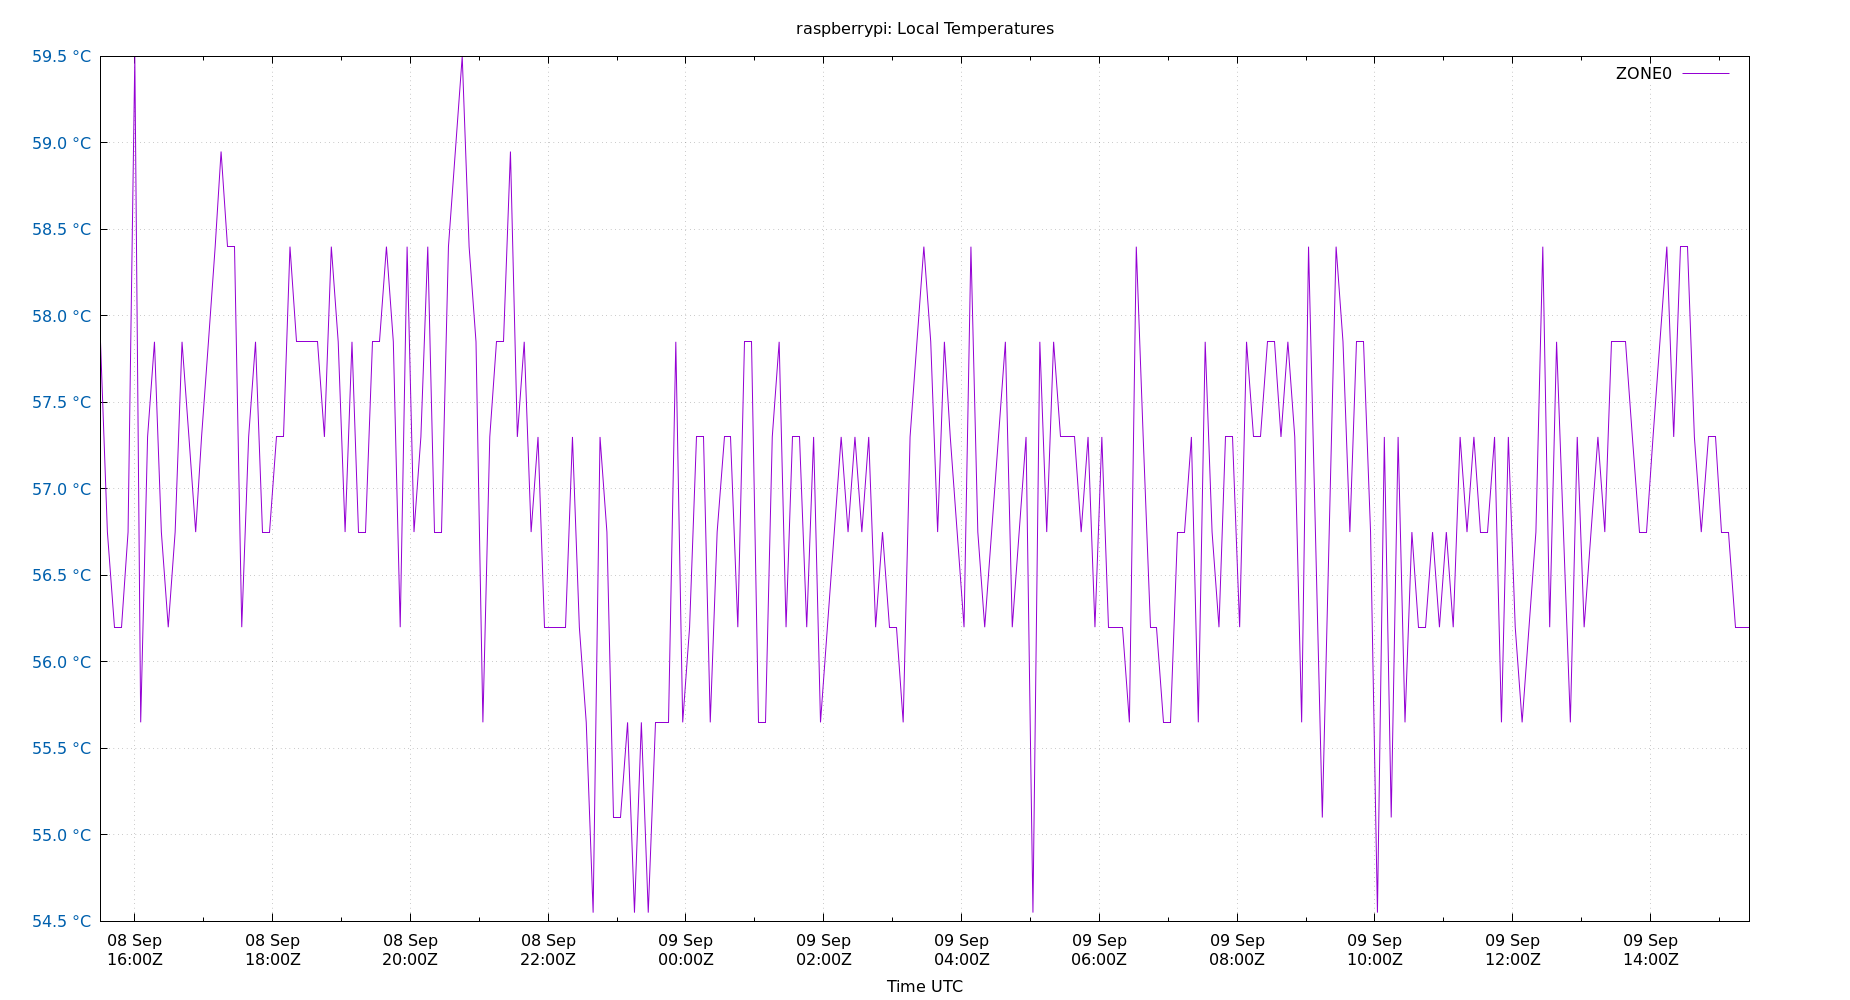 raspberrypi: Local Temperatures
ZONE0
59.5 °C
59.0 °C
58.5 °C
58.0 °C
57.5 °C
57.0 °C
56.5 °C
56.0 °C
55.5 °C
55.0 °C
54.5 °C
08 Sep 08 Sep 08 Sep 08 Sep 09 Sep 09 Sep 09 Sep 09 Sep 09 Sep 09 Sep 09 Sep 09 Sep
16:00Z 18:00Z 20:00Z 22:00Z 00:00Z 02:00Z 04:00Z 06:00Z 08:00Z 10:00Z 12:00Z 14:00Z
Time UTC